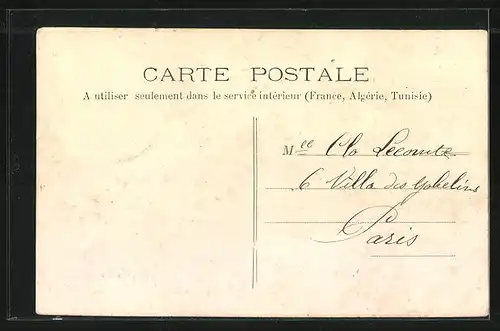 CARTE POSTALE
A utiliser seulement dans le service intérieur (France, Algérie, Tunisie)
Mlle Clo Lecomte
6 Villa des Gobelins
Paris